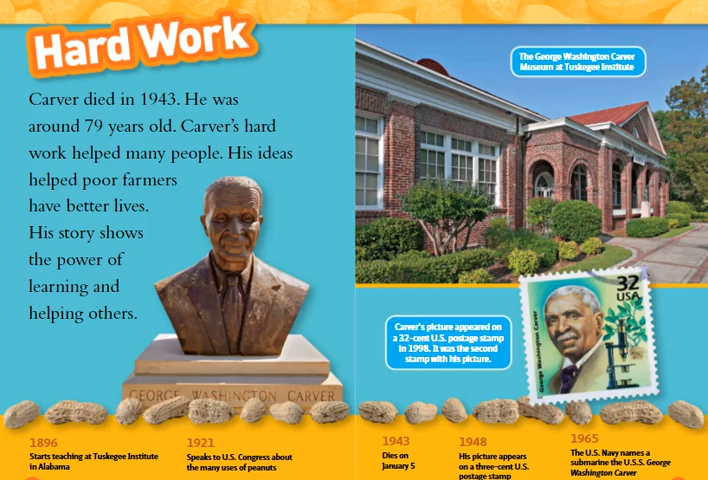 Hard Work
Carver died in 1943. He was
around 79 years old. Carver's hard
work helped many people. His ideas
helped poor farmers
have better lives.
His story shows
the power of
learning and
helping others.
GEORGE WASHINGTON CARVER
1896
Starts teaching at Tuskegee Institute
in Alabama
1921
Speaks to U.S. Congress about
the many uses of peanuts
The George Washington Carver
Museum at Tuskegee Institute
Carver's picture appeared on
a 32-cent U.S. postage stamp
in 1998. It was the second
stamp with his picture.
32
USA
George Washington Carver
1943
Dies on
January 5
1948
His picture appears
on a three-cent U.S.
postage stamp
1965
The U.S. Navy names a
submarine the U.S.S. George
Washington Carver